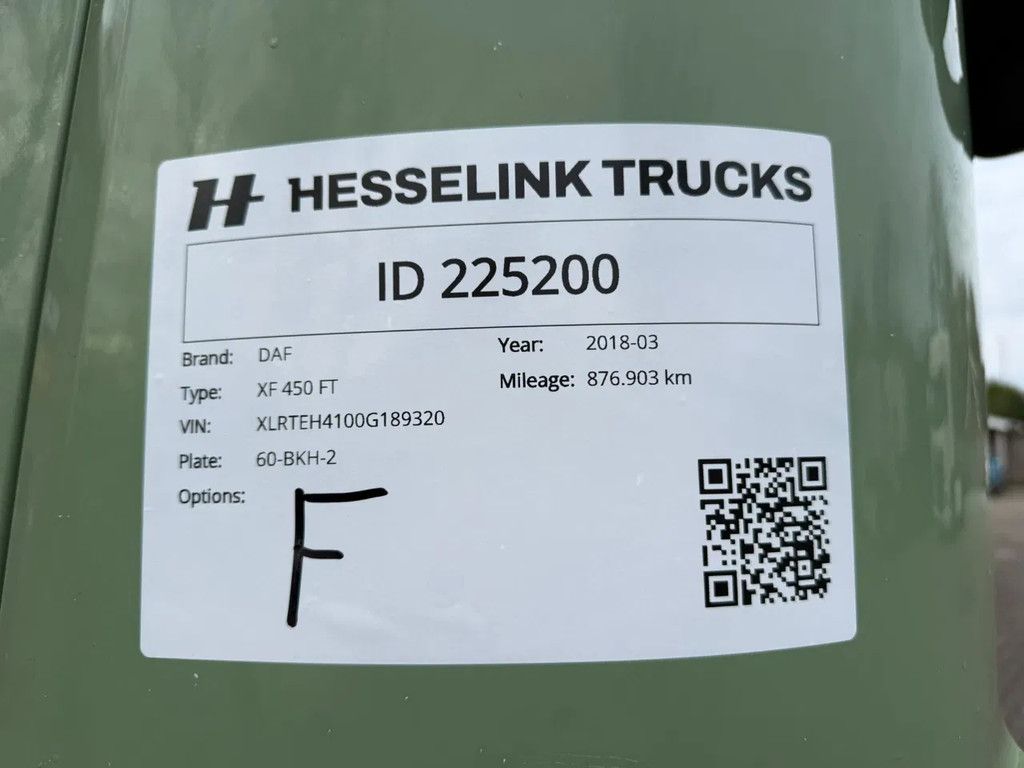 H HESSELINK TRUCKS
ID 225200
Brand: DAF
Year: 2018-03
Type: XF 450 FT
Mileage: 876.903 km
VIN: XLRTEH4100G189320
Plate: 60-BKH-2
Options:
F